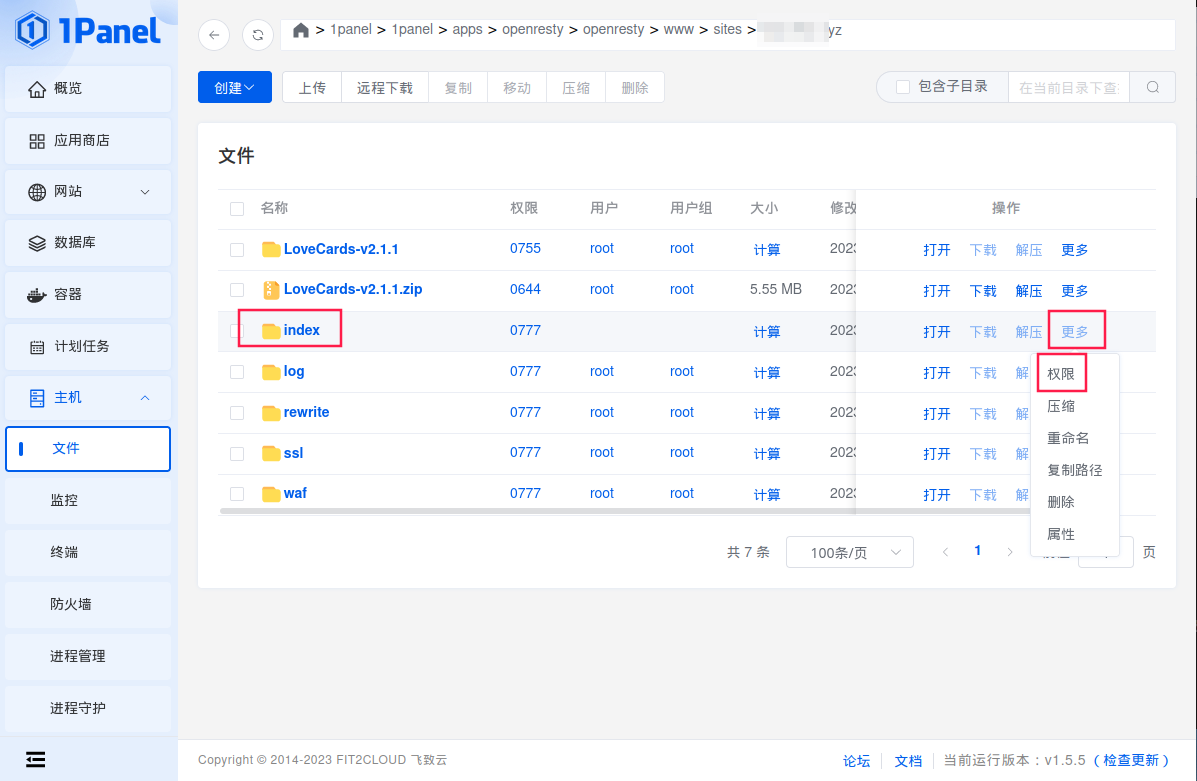 1Panel
> 1panel > 1panel > apps > openresty > openresty > www > sites > yz
概览
应用商店
网站
数据库
容器
计划任务
主机
文件
监控
终端
防火墙
进程管理
进程守护
创建 上传 远程下载 复制 移动 压缩 删除 包含子目录 在当前目录下查
文件
名称 权限 用户 用户组 大小 修改 操作
LoveCards-v2.1.1 0755 root root 计算 2023 打开 下载 解压 更多
LoveCards-v2.1.1.zip 0644 root root 5.55 MB 2023 打开 下载 解压 更多
index 0777 计算 2023 打开 下载 解压 更多
log 0777 root root 计算 2023 打开 下载 解
rewrite 0777 root root 计算 2023 打开 下载 解
ssl 0777 root root 计算 2023 打开 下载 解
waf 0777 root root 计算 2023 打开 下载 解
权限
压缩
重命名
复制路径
删除
属性
共 7 条 100条/页 < 1 > 页
Copyright © 2014-2023 FIT2CLOUD 飞致云 论坛 文档 当前运行版本：v1.5.5 （检查更新）